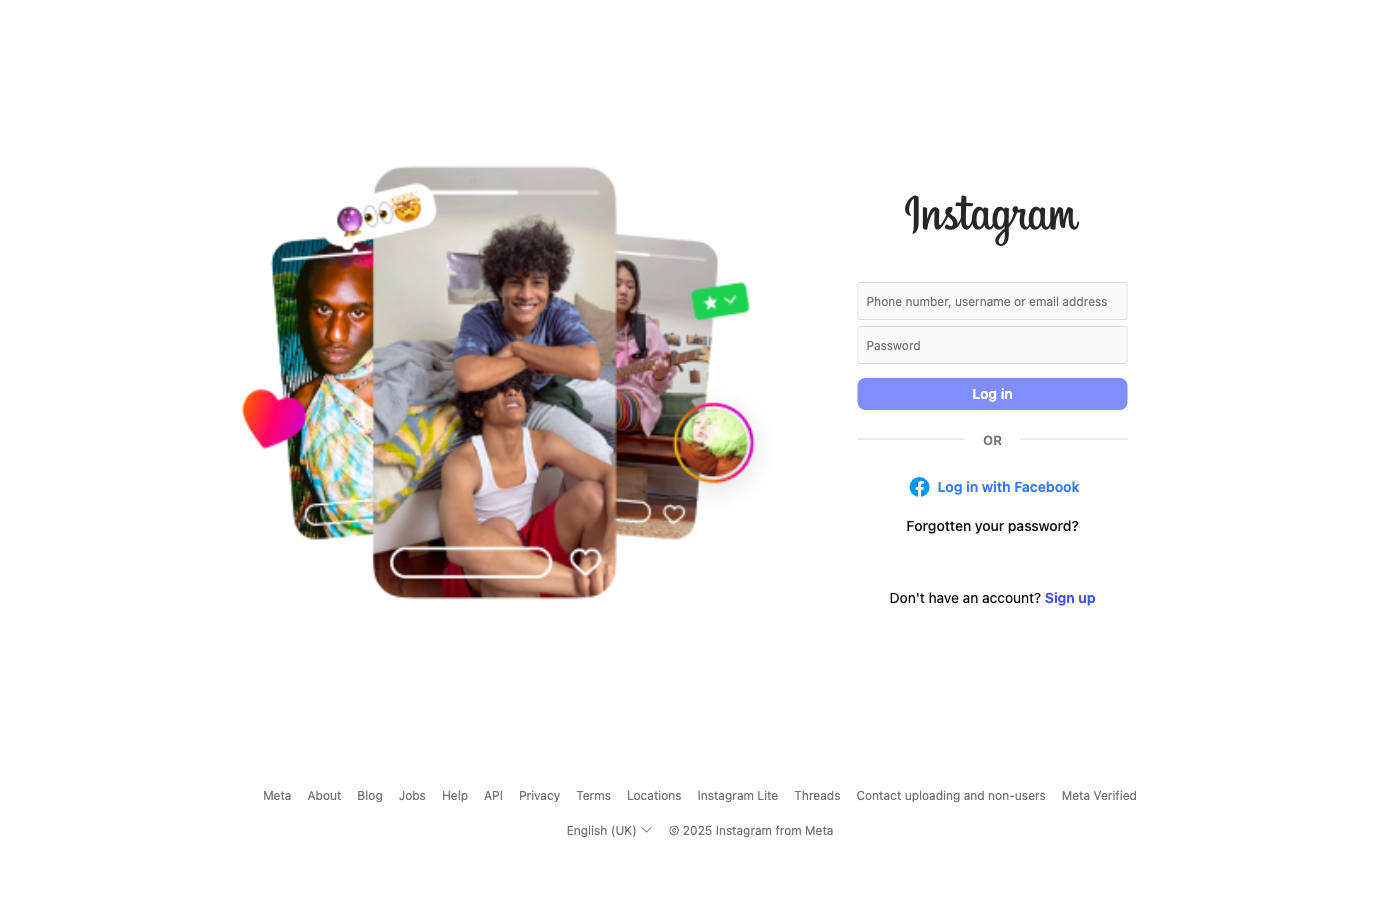 Instagram
Phone number, username or email address
Password
Log in
OR
Log in with Facebook
Forgotten your password?
Don't have an account? Sign up
Meta About Blog Jobs Help API Privacy Terms Locations Instagram Lite Threads Contact uploading and non-users Meta Verified
English (UK) © 2025 Instagram from Meta